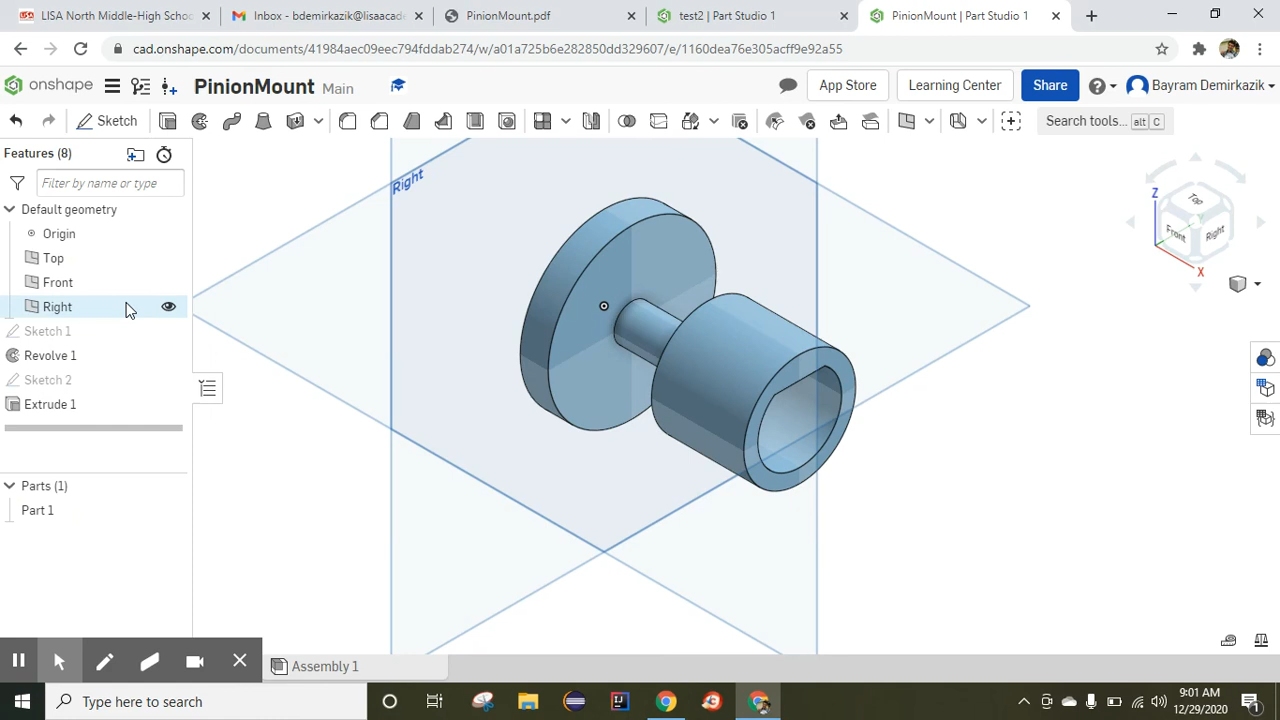 LISA North Middle-High Schoo
Inbox - bdemirkazik@lisaacade
PinionMount.pdf
test2 | Part Studio 1
PinionMount | Part Studio 1
cad.onshape.com/documents/41984aec09eec794fddab274/w/a01a725b6e282850dd329607/e/1160dea76e305acff9e92a55
onshape
PinionMount Main
App Store
Learning Center
Share
Bayram Demirkazik
Sketch
Search tools... alt C
Features (8)
Filter by name or type
Default geometry
Origin
Top
Front
Right
Sketch 1
Revolve 1
Sketch 2
Extrude 1
Parts (1)
Part 1
Right
Z
Top
Front
Right
X
Assembly 1
Type here to search
9:01 AM
12/29/2020
1